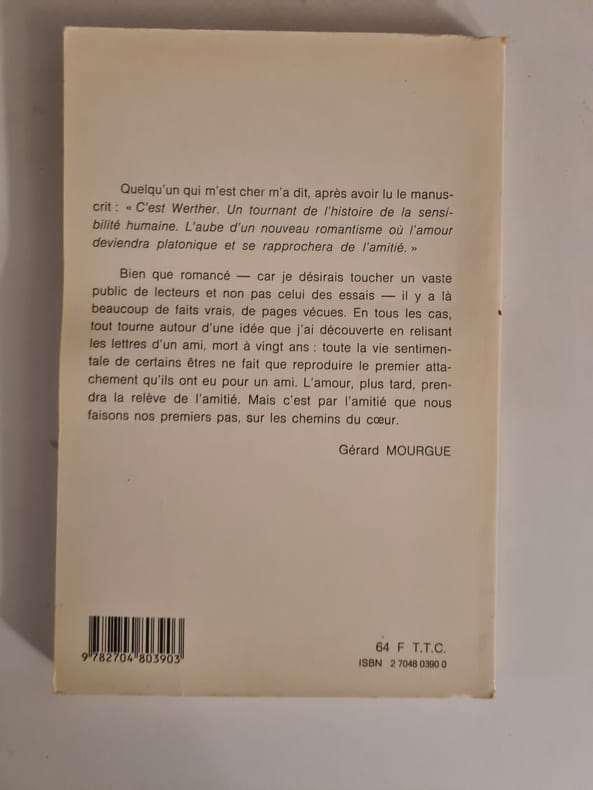 Quelqu'un qui m'est cher m'a dit, après avoir lu le manus-
crit : « C'est Werther. Un tournant de l'histoire de la sensi-
bilité humaine. L'aube d'un nouveau romantisme où l'amour
deviendra platonique et se rapprochera de l'amitié. »
Bien que romancé — car je désirais toucher un vaste
public de lecteurs et non pas celui des essais — il y a là
beaucoup de faits vrais, de pages vécues. En tous les cas,
tout tourne autour d'une idée que j'ai découverte en relisant
les lettres d'un ami, mort à vingt ans : toute la vie sentimen-
tale de certains êtres ne fait que reproduire le premier atta-
chement qu'ils ont eu pour un ami. L'amour, plus tard, pren-
dra la relève de l'amitié. Mais c'est par l'amitié que nous
faisons nos premiers pas, sur les chemins du cœur.
Gérard MOURGUE
9 782704 803903
64 F T.T.C.
ISBN 2 7048 0390 0